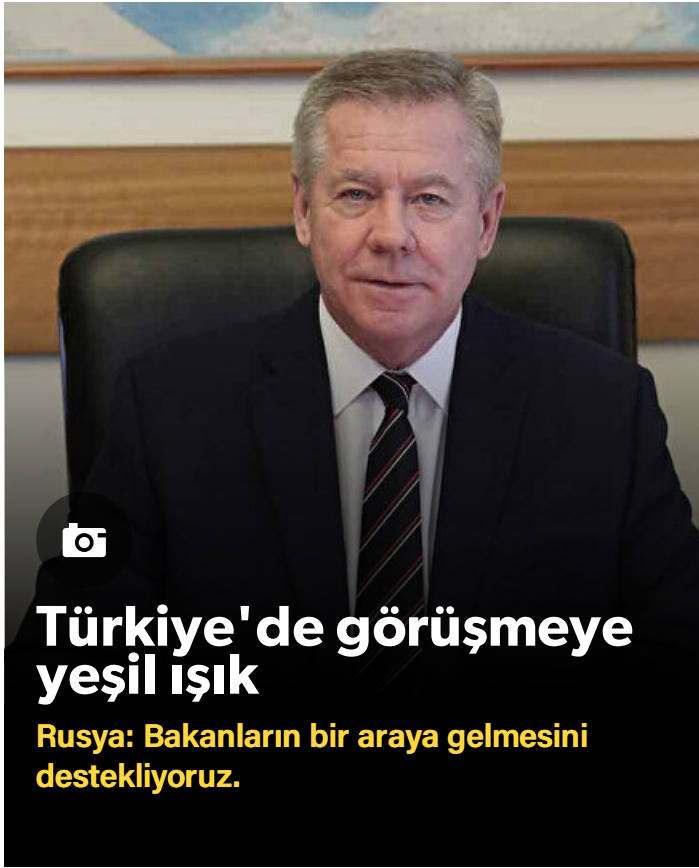 Türkiye'de görüşmeye
yeşil ışık
Rusya: Bakanların bir araya gelmesini
destekliyoruz.